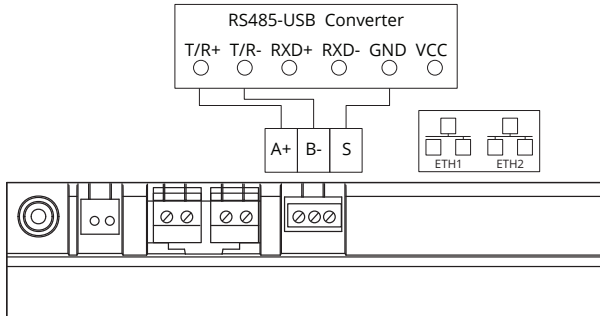 RS485-USB Converter
T/R+ T/R- RXD+ RXD- GND VCC
A+ B- S
ETH1 ETH2